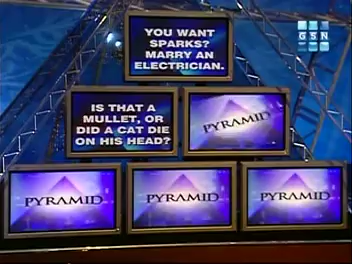 YOU WANT
SPARKS?
MARRY AN
ELECTRICIAN.
GSN
IS THAT A
MULLET, OR
DID A CAT DIE
ON HIS HEAD?
PYRAMID
PYRAMID
PYRAMID
PYRAMID